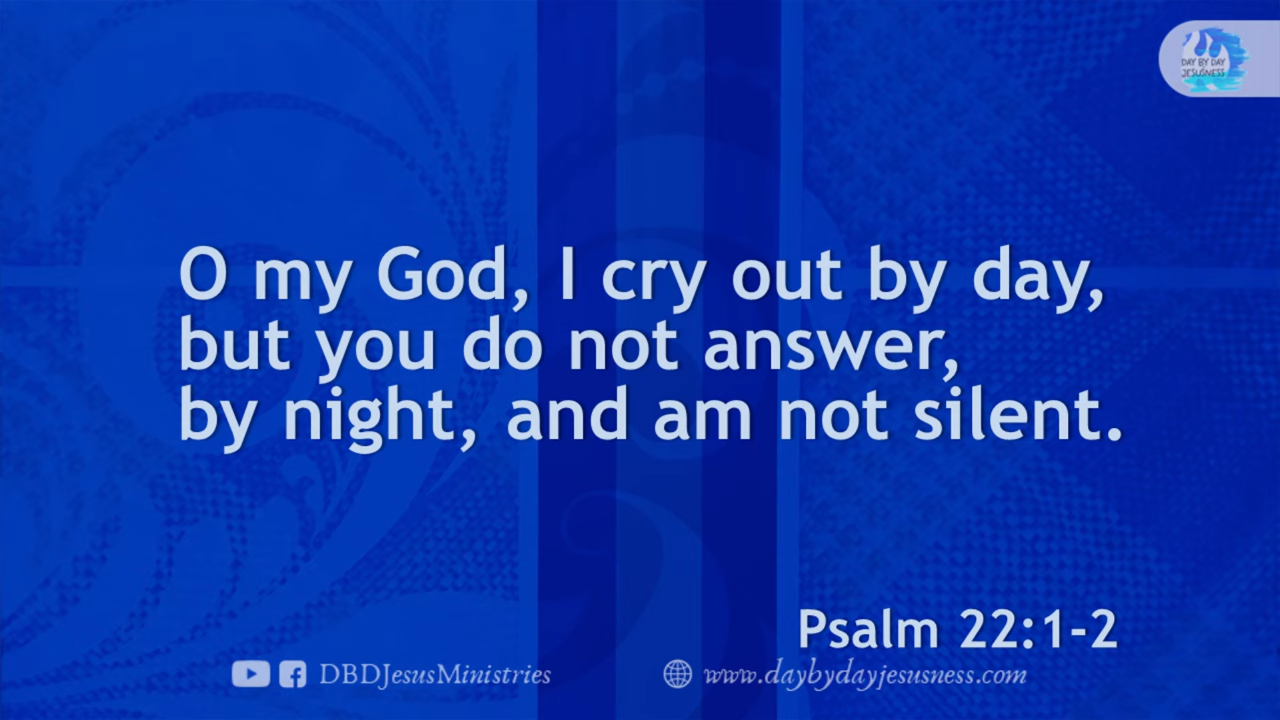 DAY BY DAY
JESUSNESS
O my God, I cry out by day,
but you do not answer,
by night, and am not silent.
Psalm 22:1-2
DBDJesusMinistries
www.daybydayjesusness.com